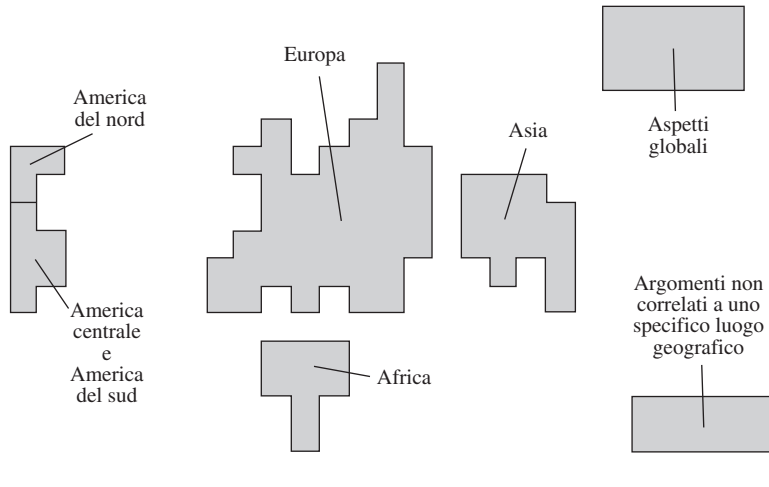 America
del nord
Europa
Asia
Aspetti
globali
America
centrale
e
America
del sud
Africa
Argomenti non
correlati a uno
specifico luogo
geografico